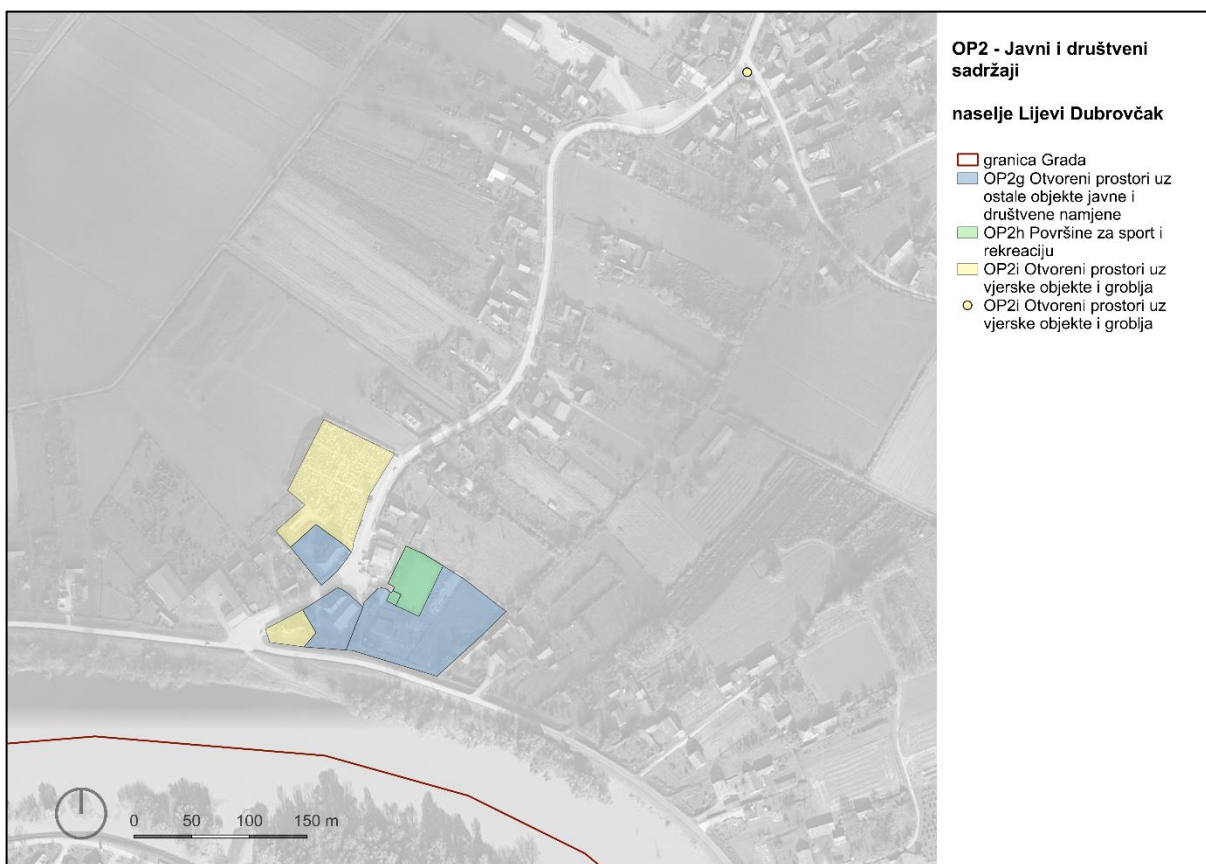 OP2 - Javni i društveni
sadržaji
naselje Lijevi Dubrovčak
granica Grada
OP2g Otvoreni prostori uz
ostale objekte javne i
društvene namjene
OP2h Površine za sport i
rekreaciju
OP2i Otvoreni prostori uz
vjerske objekte i groblja
OP2i Otvoreni prostori uz
vjerske objekte i groblja
0 50 100 150 m